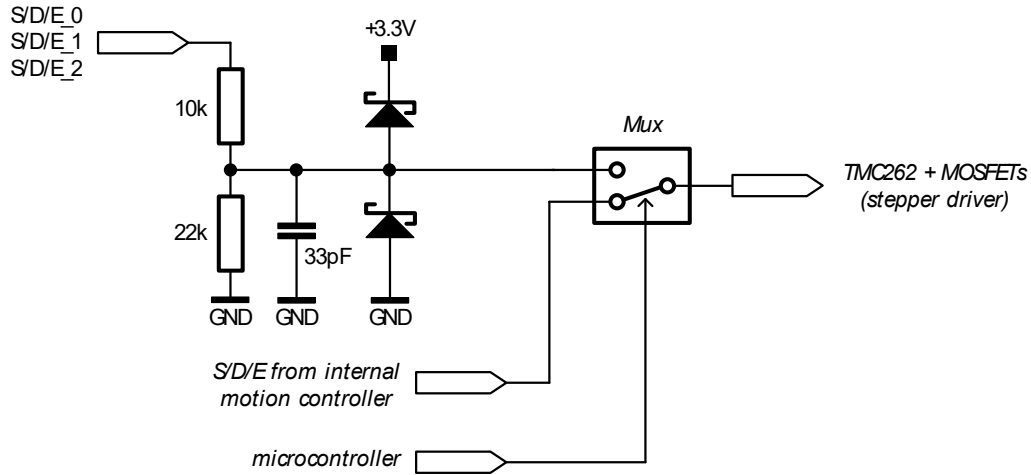 S/D/E_0
S/D/E_1
S/D/E_2
+3.3V
10k
Mux
TMC262 + MOSFETs
(stepper driver)
22k
33pF
GND
GND
GND
S/D/E from internal
motion controller
microcontroller